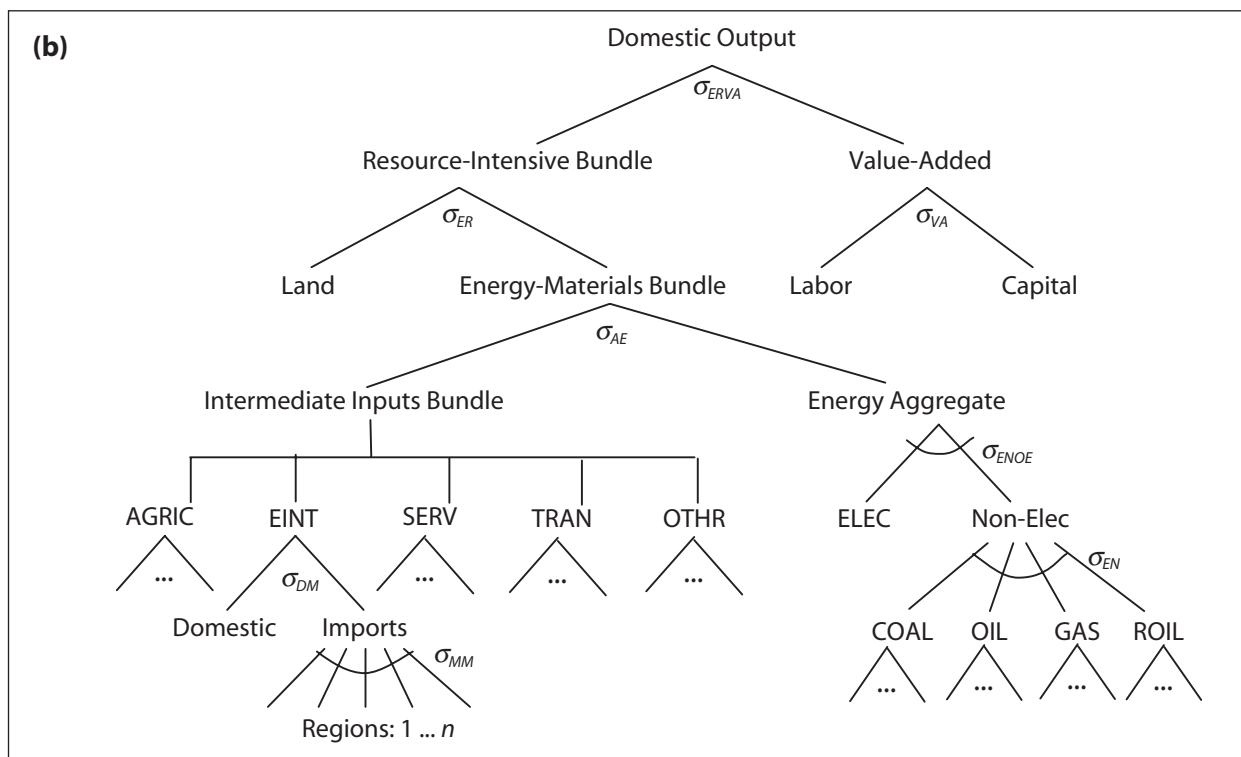 (b)
Domestic Output
σERVA
Resource-Intensive Bundle Value-Added
σER σVA
Land Energy-Materials Bundle Labor Capital
σAE
Intermediate Inputs Bundle Energy Aggregate
σENOE
AGRIC EINT SERV TRAN OTHR ELEC Non-Elec
... σDM ... ... ... σEN
Domestic Imports COAL OIL GAS ROIL
σMM ... ... ... ...
Regions: 1 ... n